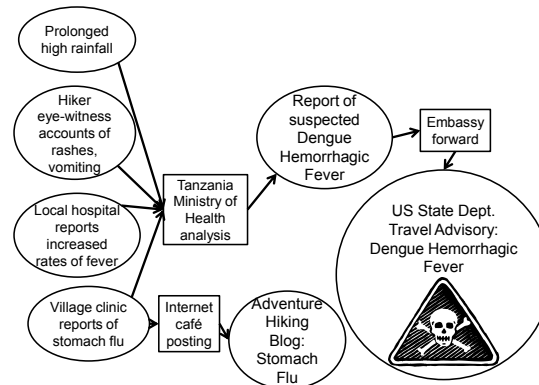 Prolonged
high rainfall
Hiker
eye-witness
accounts of
rashes,
vomiting
Local hospital
reports
increased
rates of fever
Village clinic
reports of
stomach flu
Tanzania
Ministry of
Health
analysis
Internet
café
posting
Report of
suspected
Dengue
Hemorrhagic
Fever
Adventure
Hiking
Blog:
Stomach
Flu
Embassy
forward
US State Dept.
Travel Advisory:
Dengue Hemorrhagic
Fever